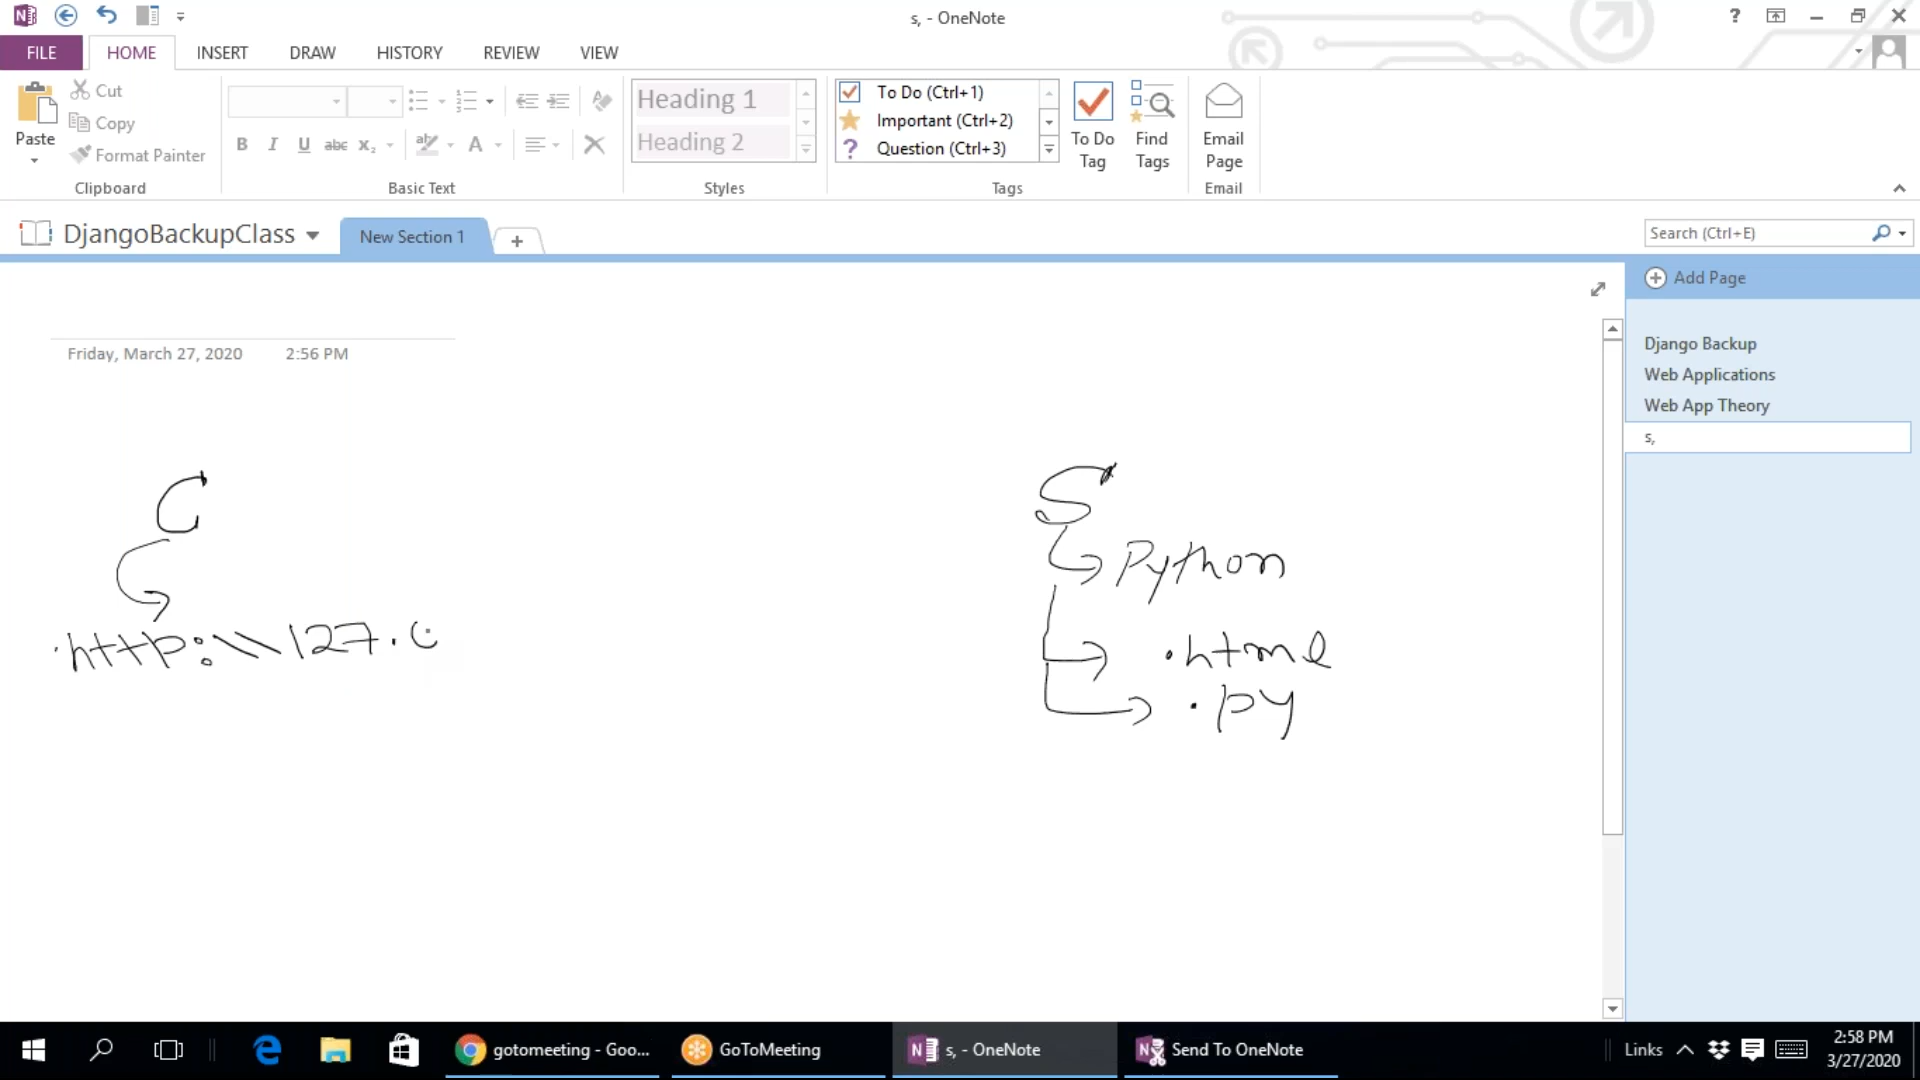 s, - OneNote
FILE HOME INSERT DRAW HISTORY REVIEW VIEW
Paste
Cut
Copy
Format Painter
Clipboard
B I U abc x₂ A
Basic Text
Heading 1
Heading 2
Styles
To Do (Ctrl+1)
Important (Ctrl+2)
? Question (Ctrl+3)
Tags
To Do Tag
Find Tags
Email Page
Email
DjangoBackupClass
New Section 1
Search (Ctrl+E)
Add Page
Django Backup
Web Applications
Web App Theory
s,
Friday, March 27, 2020 2:56 PM
C
S
Python
.http:\\127.0
.html
.py
gotomeeting - Goo...
GoToMeeting
s, - OneNote
Send To OneNote
Links
2:58 PM
3/27/2020